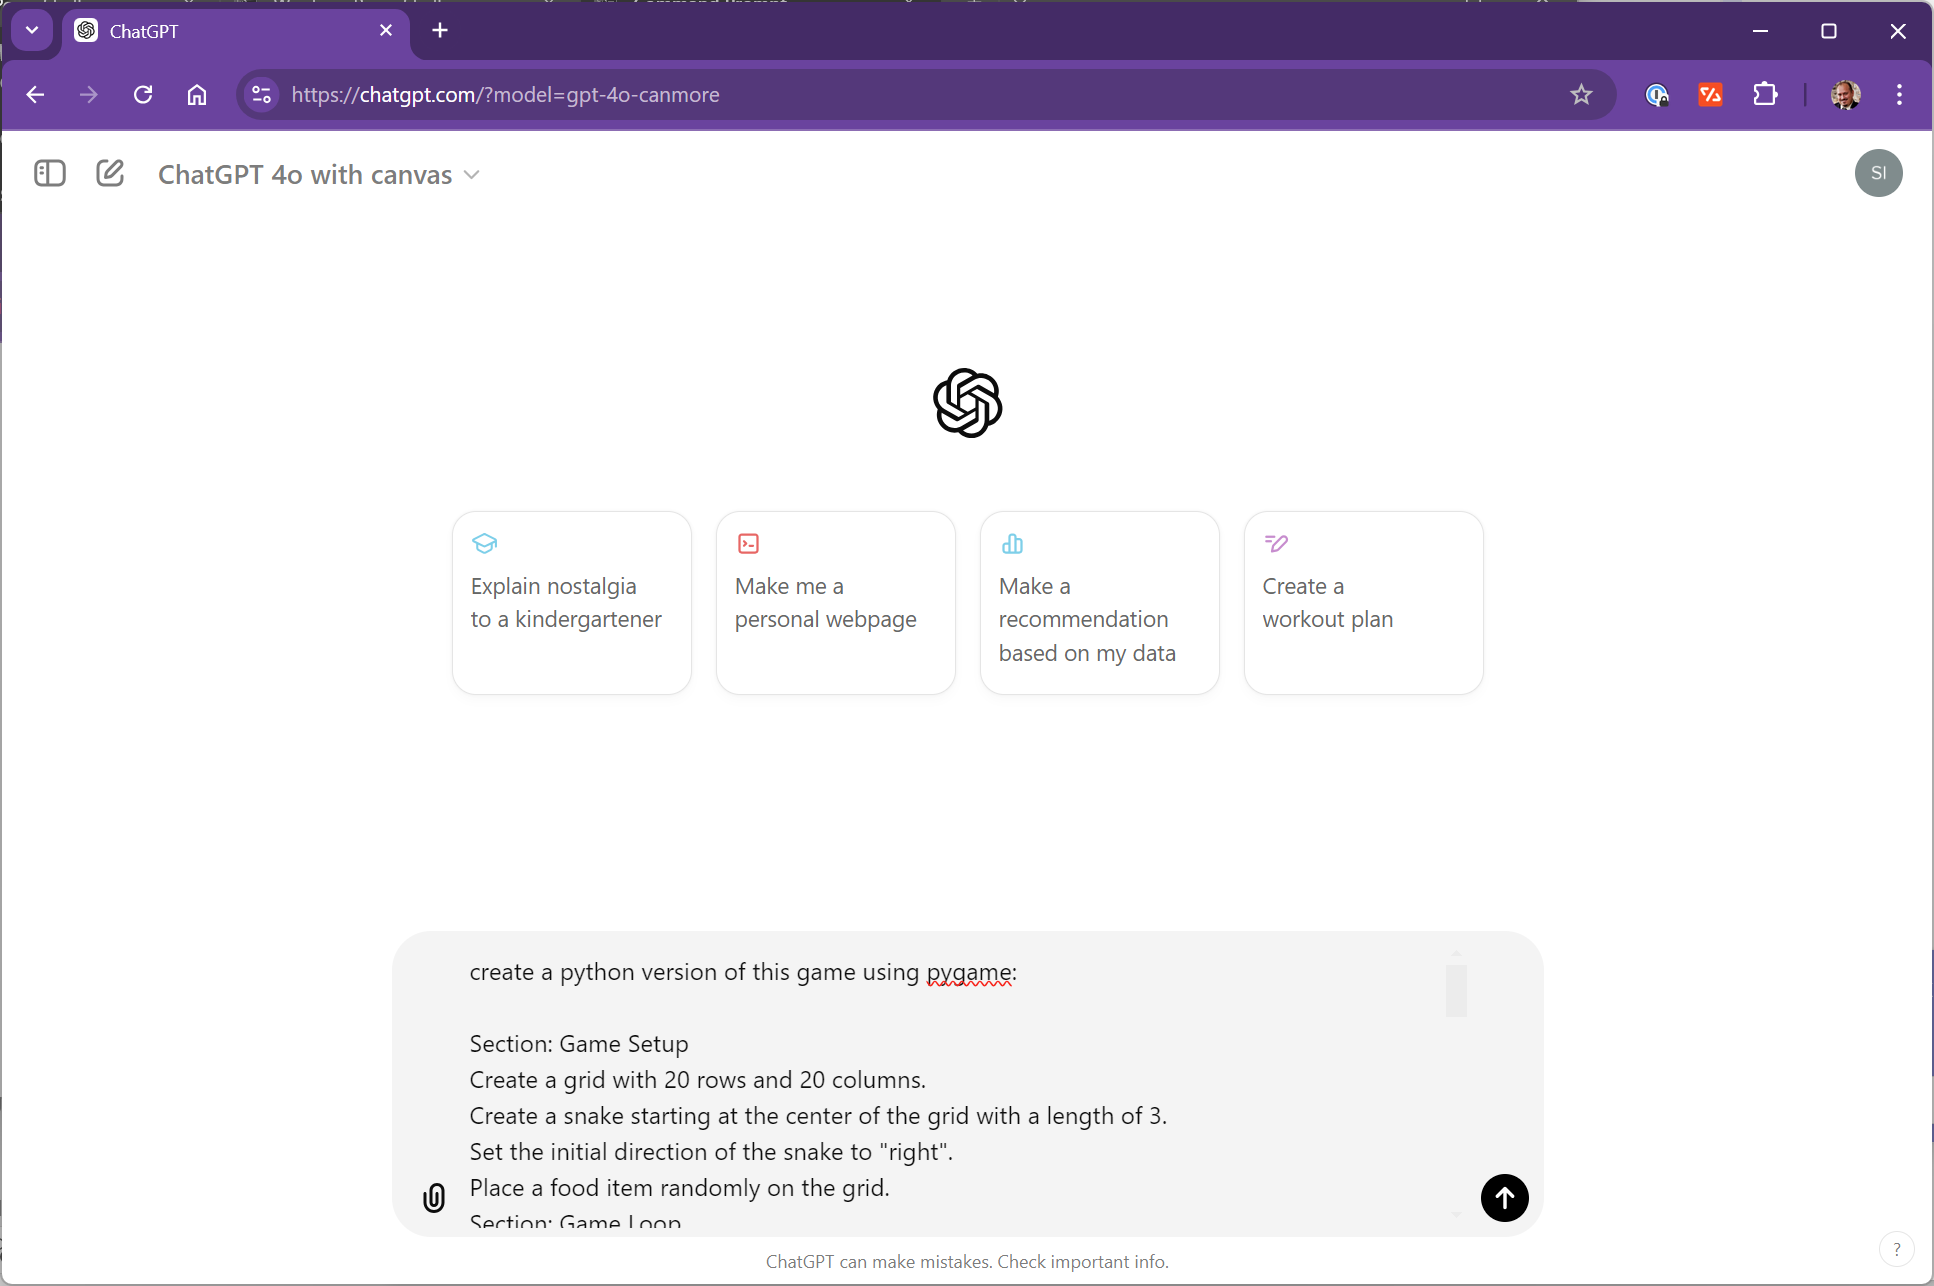 ChatGPT
https://chatgpt.com/?model=gpt-4o-canmore
ChatGPT 4o with canvas
SI
Explain nostalgia
to a kindergartener
Make me a
personal webpage
Make a
recommendation
based on my data
Create a
workout plan
create a python version of this game using pygame:
Section: Game Setup
Create a grid with 20 rows and 20 columns.
Create a snake starting at the center of the grid with a length of 3.
Set the initial direction of the snake to "right".
Place a food item randomly on the grid.
Section: Game Loop
ChatGPT can make mistakes. Check important info.
?